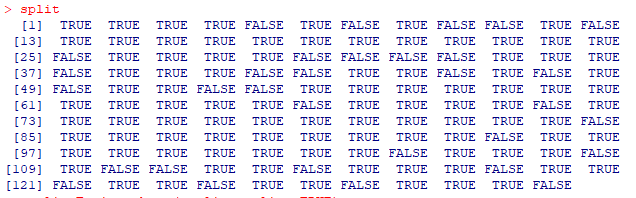 > split
[1] TRUE TRUE TRUE TRUE FALSE TRUE FALSE TRUE FALSE FALSE TRUE FALSE
[13] TRUE TRUE TRUE TRUE TRUE TRUE TRUE TRUE TRUE TRUE TRUE TRUE
[25] FALSE TRUE TRUE TRUE TRUE FALSE FALSE FALSE FALSE TRUE TRUE TRUE
[37] FALSE TRUE TRUE TRUE FALSE FALSE TRUE TRUE FALSE TRUE FALSE TRUE
[49] FALSE TRUE TRUE FALSE FALSE TRUE TRUE TRUE TRUE TRUE TRUE TRUE
[61] TRUE TRUE TRUE TRUE TRUE FALSE TRUE TRUE TRUE TRUE FALSE TRUE
[73] TRUE TRUE TRUE TRUE TRUE TRUE TRUE TRUE TRUE TRUE TRUE FALSE
[85] TRUE TRUE TRUE TRUE TRUE TRUE TRUE TRUE TRUE FALSE TRUE TRUE
[97] TRUE TRUE TRUE TRUE TRUE TRUE TRUE FALSE TRUE TRUE TRUE FALSE
[109] TRUE FALSE FALSE TRUE TRUE FALSE TRUE TRUE TRUE FALSE TRUE TRUE
[121] FALSE TRUE TRUE FALSE TRUE TRUE FALSE TRUE TRUE TRUE FALSE